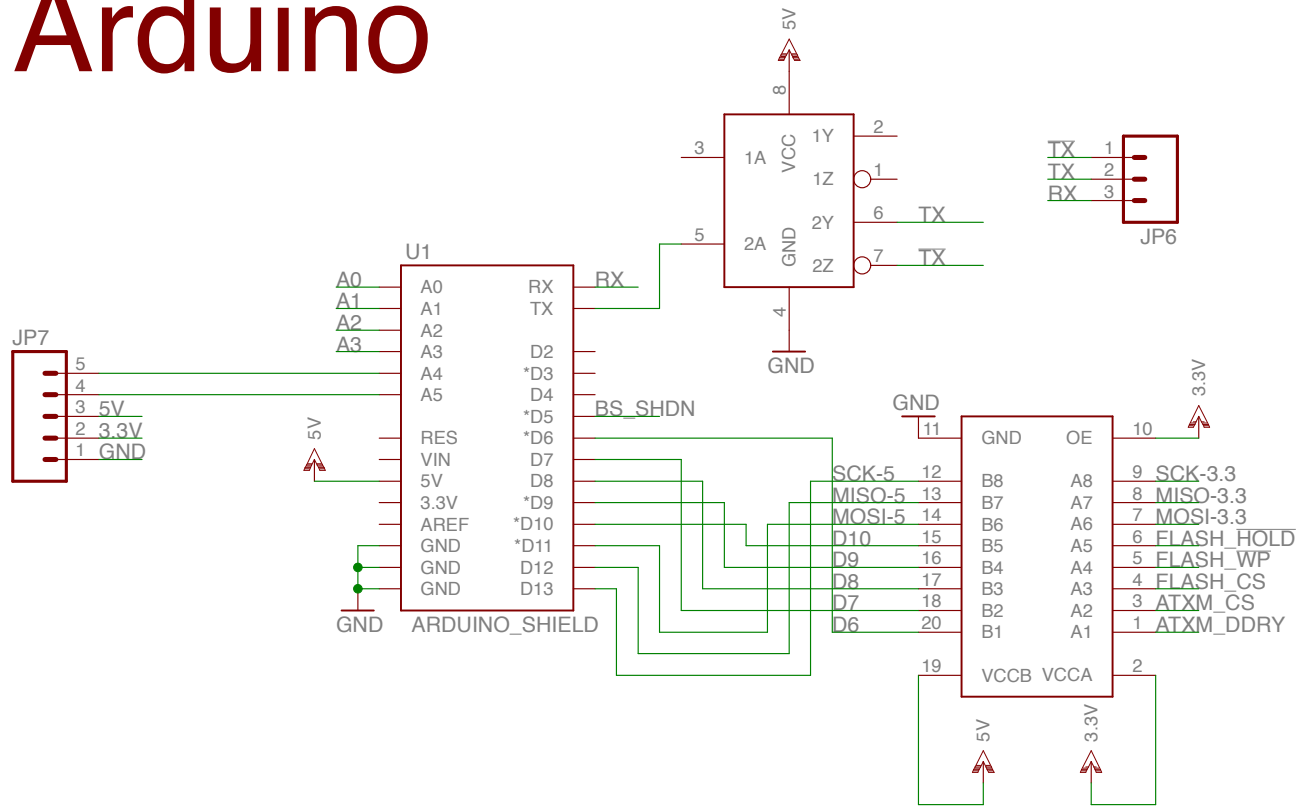 Arduino
5V
8
3
1A
VCC
1Y
2
1Z
1
5
2A
GND
2Y
6
TX
2Z
7
T̅X̅
4
GND
T̅X̅
1
TX
2
RX
3
JP6
U1
A0
A0
RX
RX
A1
A1
TX
A2
A2
A3
A3
D2
A4
*D3
A5
D4
*D5
BS_SHDN
RES
*D6
VIN
D7
5V
5V
D8
3.3V
*D9
AREF
*D10
GND
*D11
GND
D12
GND
D13
GND
ARDUINO_SHIELD
JP7
5
4
3
5V
2
3.3V
1
GND
GND
3.3V
11
GND
OE
10
SCK-5
12
B8
A8
9
SCK-3.3
MISO-5
13
B7
A7
8
MISO-3.3
MOSI-5
14
B6
A6
7
MOSI-3.3
D10
15
B5
A5
6
FLASH_H̅O̅L̅D̅
D9
16
B4
A4
5
FLASH_W̅P̅
D8
17
B3
A3
4
FLASH_CS
D7
18
B2
A2
3
ATXM_CS
D6
20
B1
A1
1
ATXM_DDRY
19
VCCB
VCCA
2
5V
3.3V